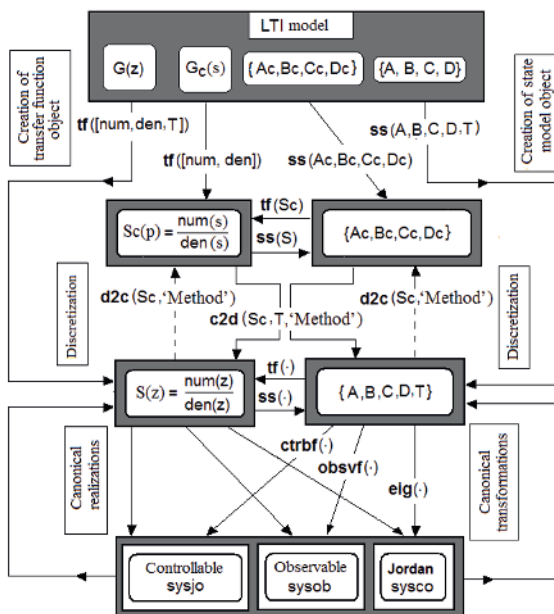 LTI model
G(z)
Gc(s)
{Ac,Bc,Cc,Dc}
{A, B, C, D}
Creation of
transfer function
object
Creation of state
model object
tf([num,den,T])
tf([num, den])
ss(Ac,Bc,Cc,Dc)
ss(A,B,C,D,T)
Sc(p) = num(s)
den(s)
tf(Sc)
ss(S)
{Ac,Bc,Cc,Dc}
Discretization
d2c(Sc,'Method')
c2d(Sc,T,'Method')
d2c(Sc,'Method')
Discretization
S(z) = num(z)
den(z)
tf(·)
ss(·)
{A,B,C,D,T}
Canonical
realizations
ctrbf(·)
obsvf(·)
eig(·)
Canonical
transformations
Controllable
sysjo
Observable
sysob
Jordan
sysco